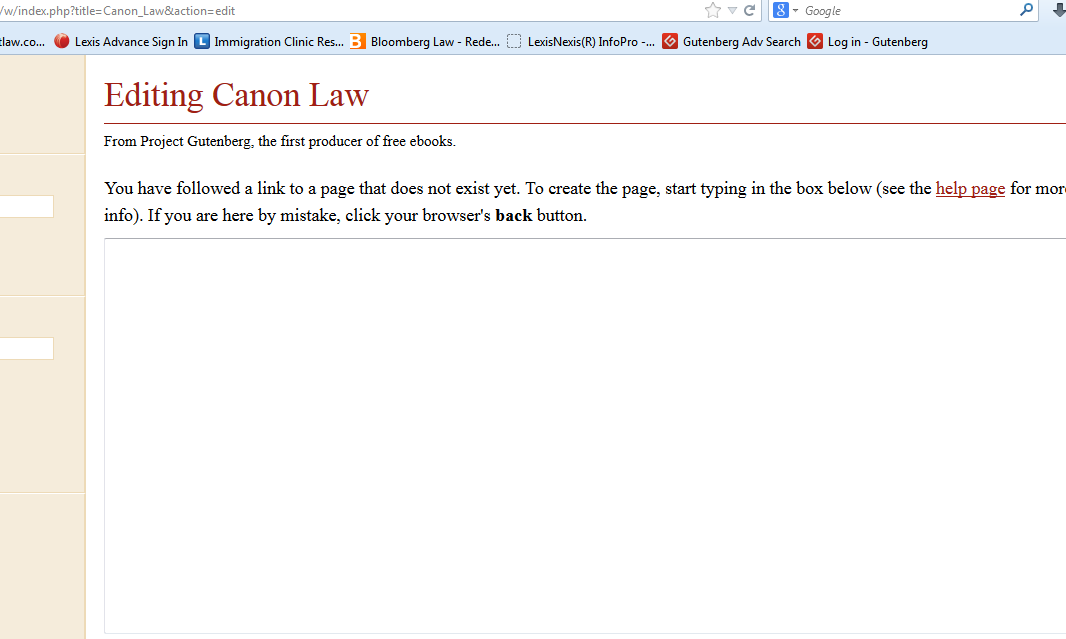 /w/index.php?title=Canon_Law&action=edit
Google
tlaw.co... Lexis Advance Sign In L Immigration Clinic Res... B Bloomberg Law - Rede... LexisNexis(R) InfoPro -... Gutenberg Adv Search Log in - Gutenberg
Editing Canon Law
From Project Gutenberg, the first producer of free ebooks.
You have followed a link to a page that does not exist yet. To create the page, start typing in the box below (see the help page for more
info). If you are here by mistake, click your browser's back button.